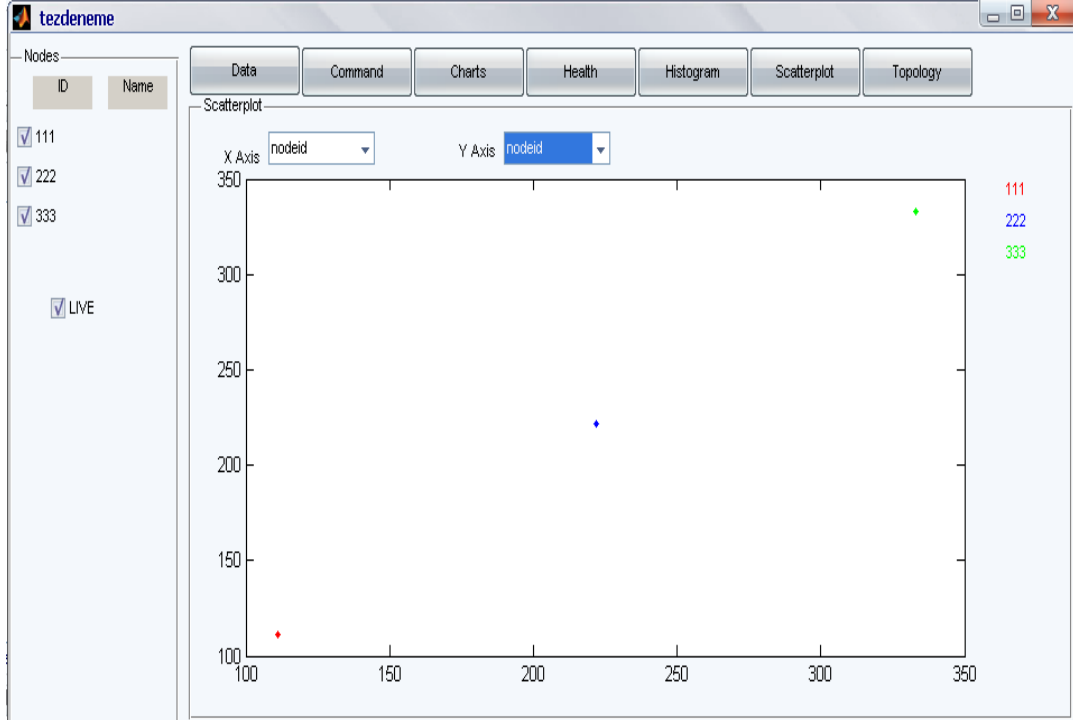 tezdeneme
Nodes
ID Name
111
222
333
LIVE
Data Command Charts Health Histogram Scatterplot Topology
Scatterplot
X Axis nodeid Y Axis nodeid
350
300
250
200
150
100
100 150 200 250 300 350
111
222
333